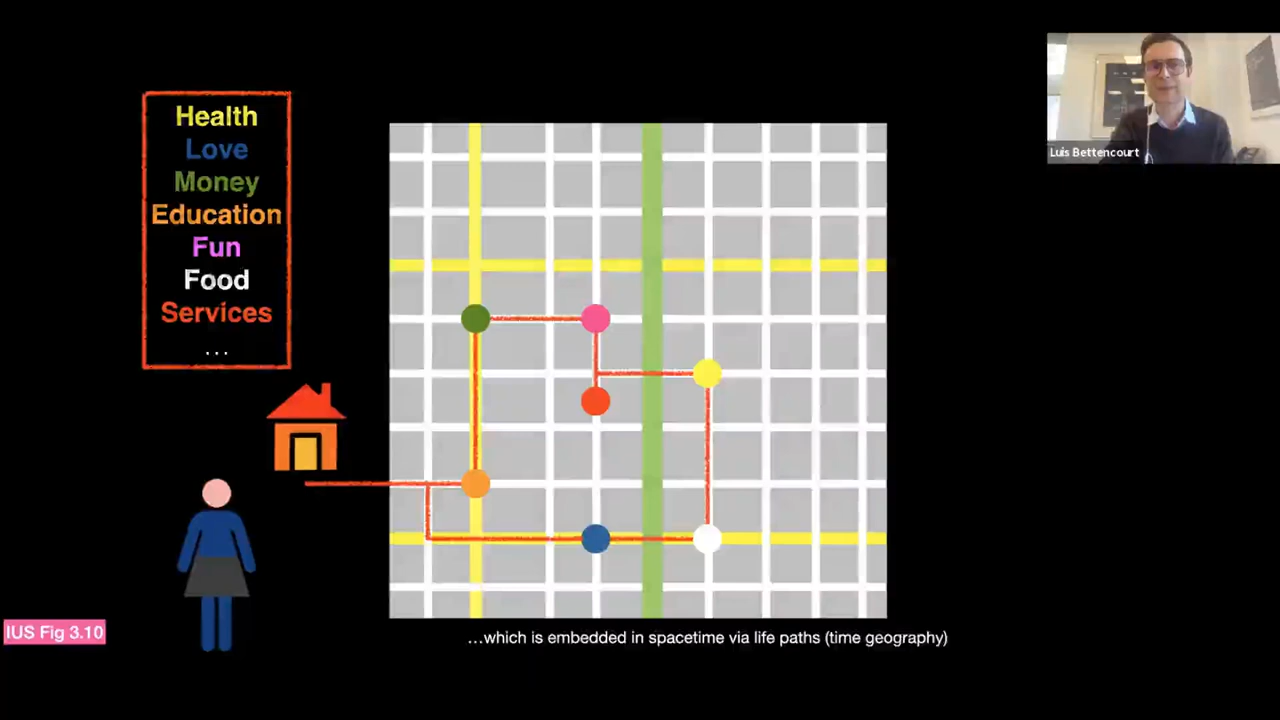 Health
Love
Money
Education
Fun
Food
Services
...
Luis Bettencourt
IUS Fig 3.10
...which is embedded in spacetime via life paths (time geography)